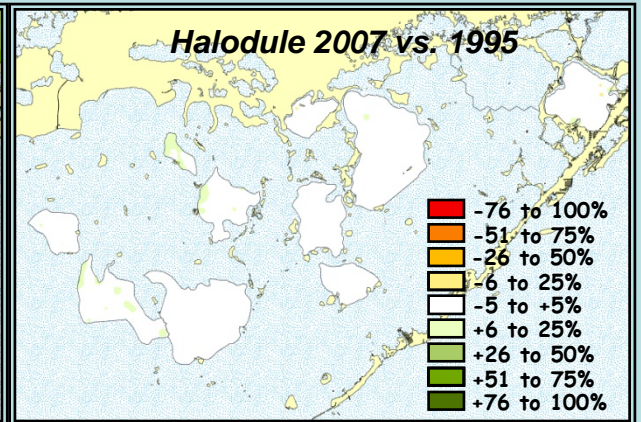 Halodule 2007 vs. 1995
-76 to 100%
-51 to 75%
-26 to 50%
-6 to 25%
-5 to +5%
+6 to 25%
+26 to 50%
+51 to 75%
+76 to 100%